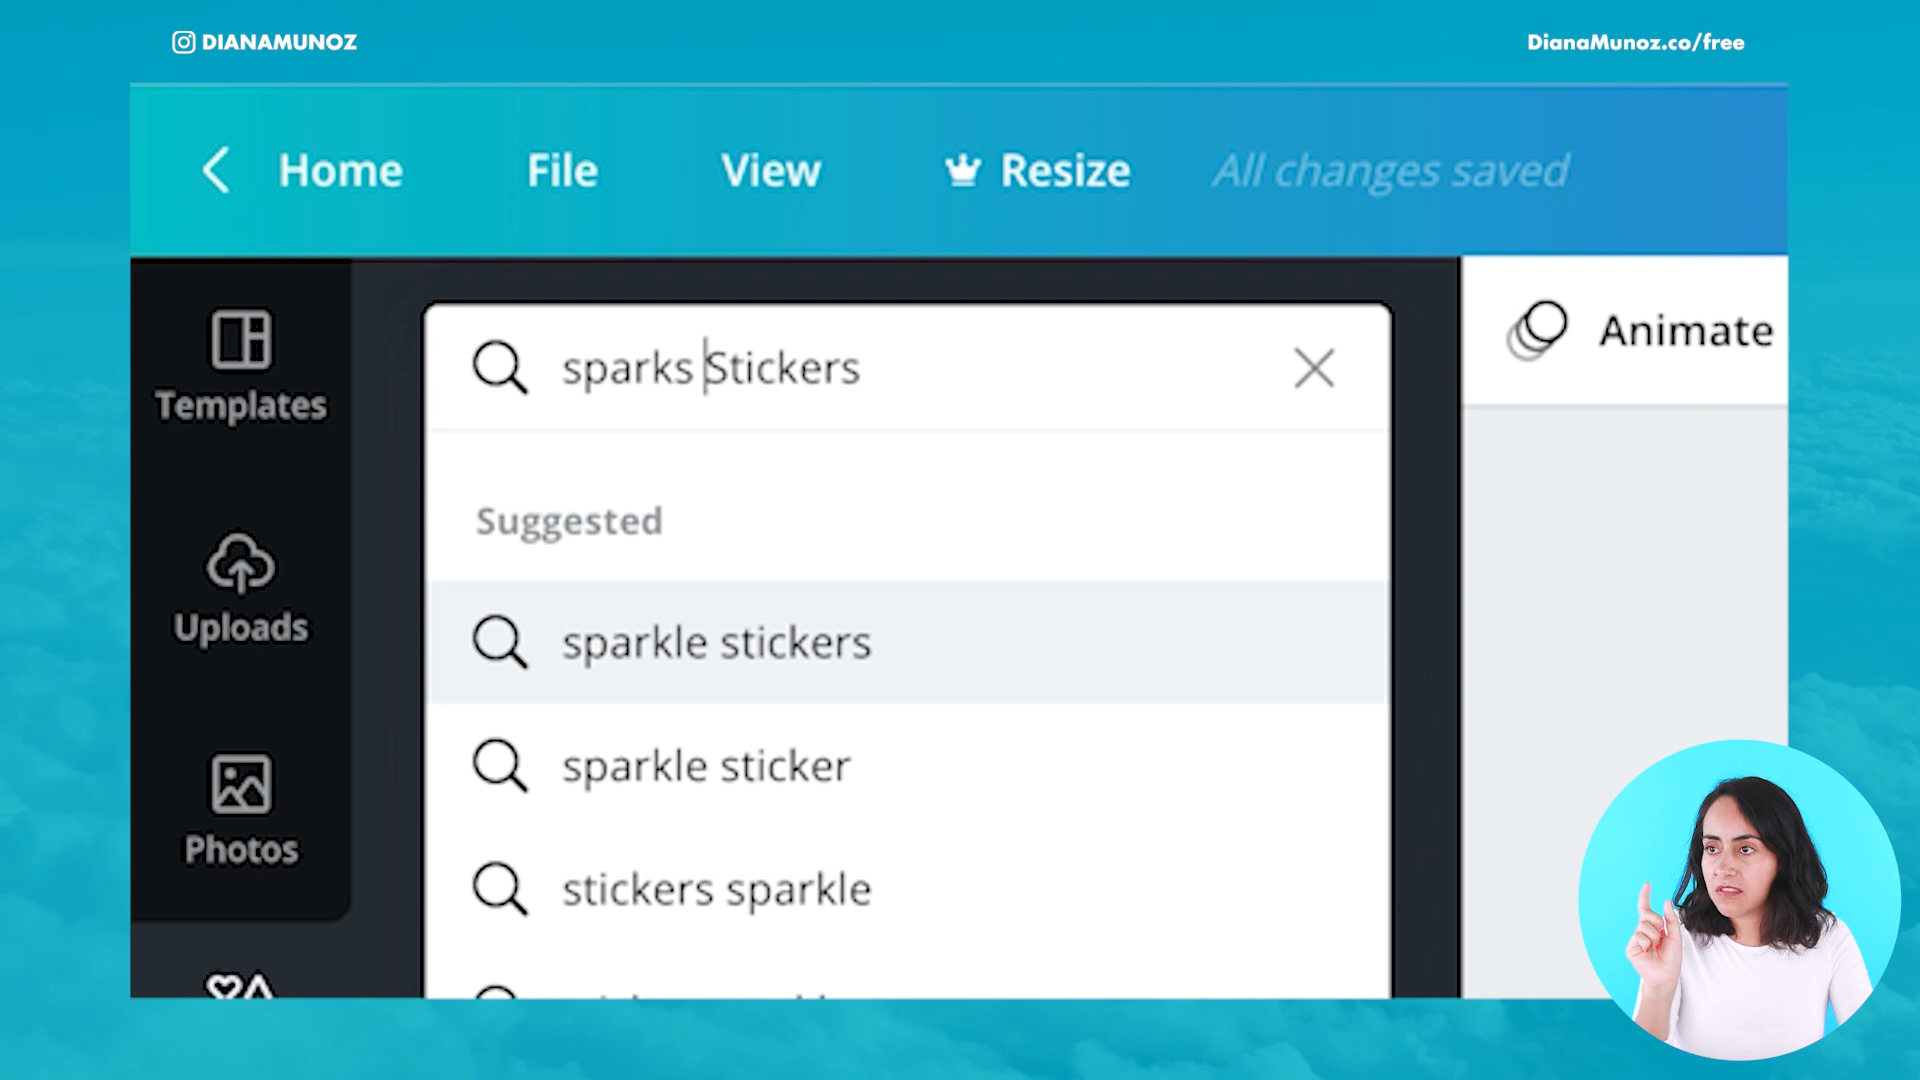 DIANAMUNOZ
DianaMunoz.co/free
Home File View Resize All changes saved
sparks Stickers
Animate
Templates
Suggested
Uploads
sparkle stickers
sparkle sticker
Photos
stickers sparkle